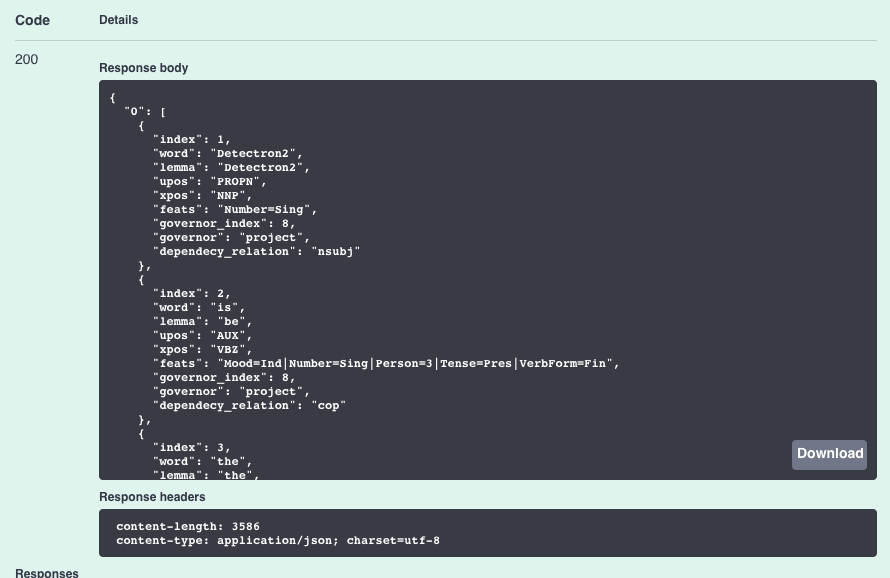 Code Details
200
Response body
{
  "0": [
    {
      "index": 1,
      "word": "Detectron2",
      "lemma": "Detectron2",
      "upos": "PROPN",
      "xpos": "NNP",
      "feats": "Number=Sing",
      "governor_index": 8,
      "governor": "project",
      "dependecy_relation": "nsubj"
    },
    {
      "index": 2,
      "word": "is",
      "lemma": "be",
      "upos": "AUX",
      "xpos": "VBZ",
      "feats": "Mood=Ind|Number=Sing|Person=3|Tense=Pres|VerbForm=Fin",
      "governor_index": 8,
      "governor": "project",
      "dependecy_relation": "cop"
    },
    {
      "index": 3,
      "word": "the",
      "lemma": "the",
Download
Response headers
content-length: 3586
content-type: application/json; charset=utf-8
Responses